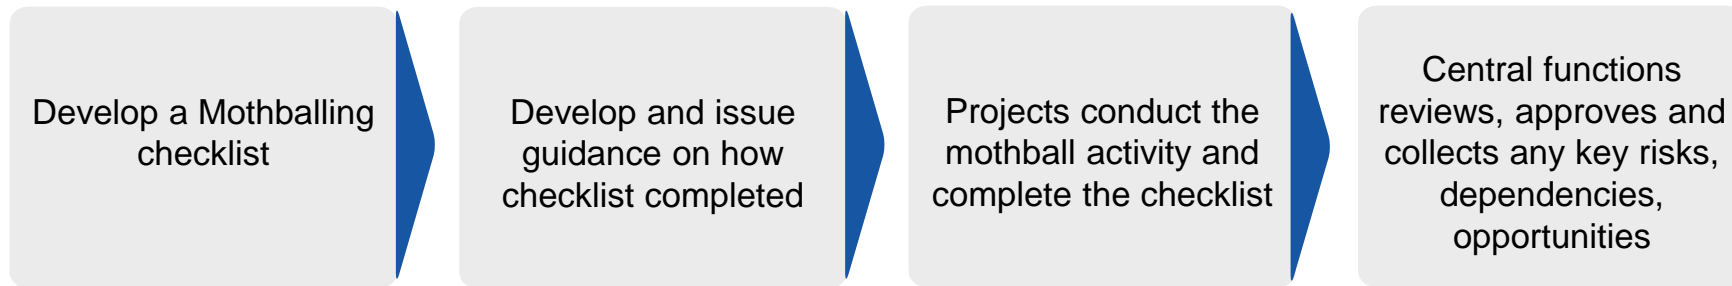 Develop a Mothballing
checklist
Develop and issue
guidance on how
checklist completed
Projects conduct the
mothball activity and
complete the checklist
Central functions
reviews, approves and
collects any key risks,
dependencies,
opportunities